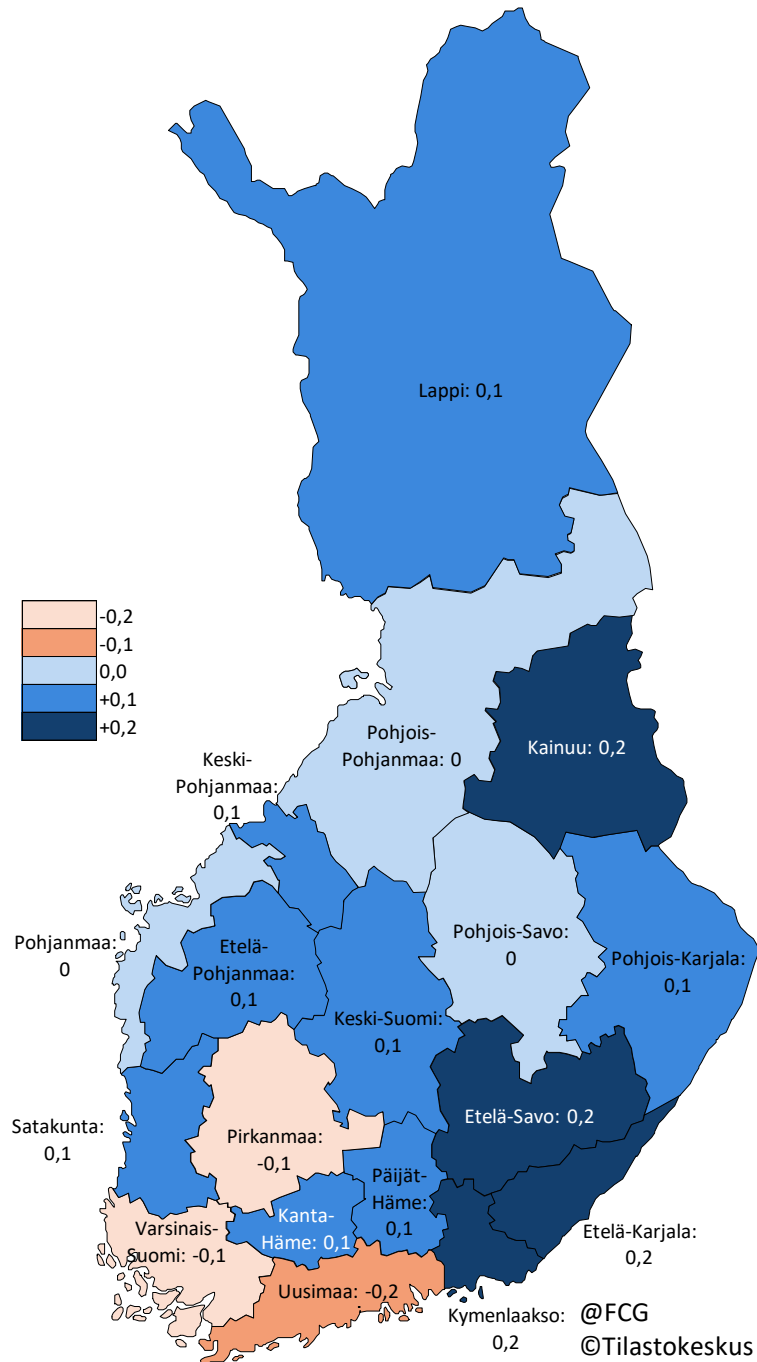 Lappi: 0,1
-0,2
-0,1
0,0
+0,1
+0,2
Pohjois-
Pohjanmaa: 0
Kainuu: 0,2
Keski-
Pohjanmaa:
0,1
Pohjanmaa:
0
Etelä-
Pohjanmaa:
0,1
Pohjois-Savo:
0
Pohjois-Karjala:
0,1
Keski-Suomi:
0,1
Satakunta:
0,1
Pirkanmaa:
-0,1
Etelä-Savo: 0,2
Päijät-
Häme:
0,1
Kanta-
Häme: 0,1
Varsinais-
Suomi: -0,1
Etelä-Karjala:
0,2
Uusimaa: -0,2
Kymenlaakso:
0,2
@FCG
©Tilastokeskus